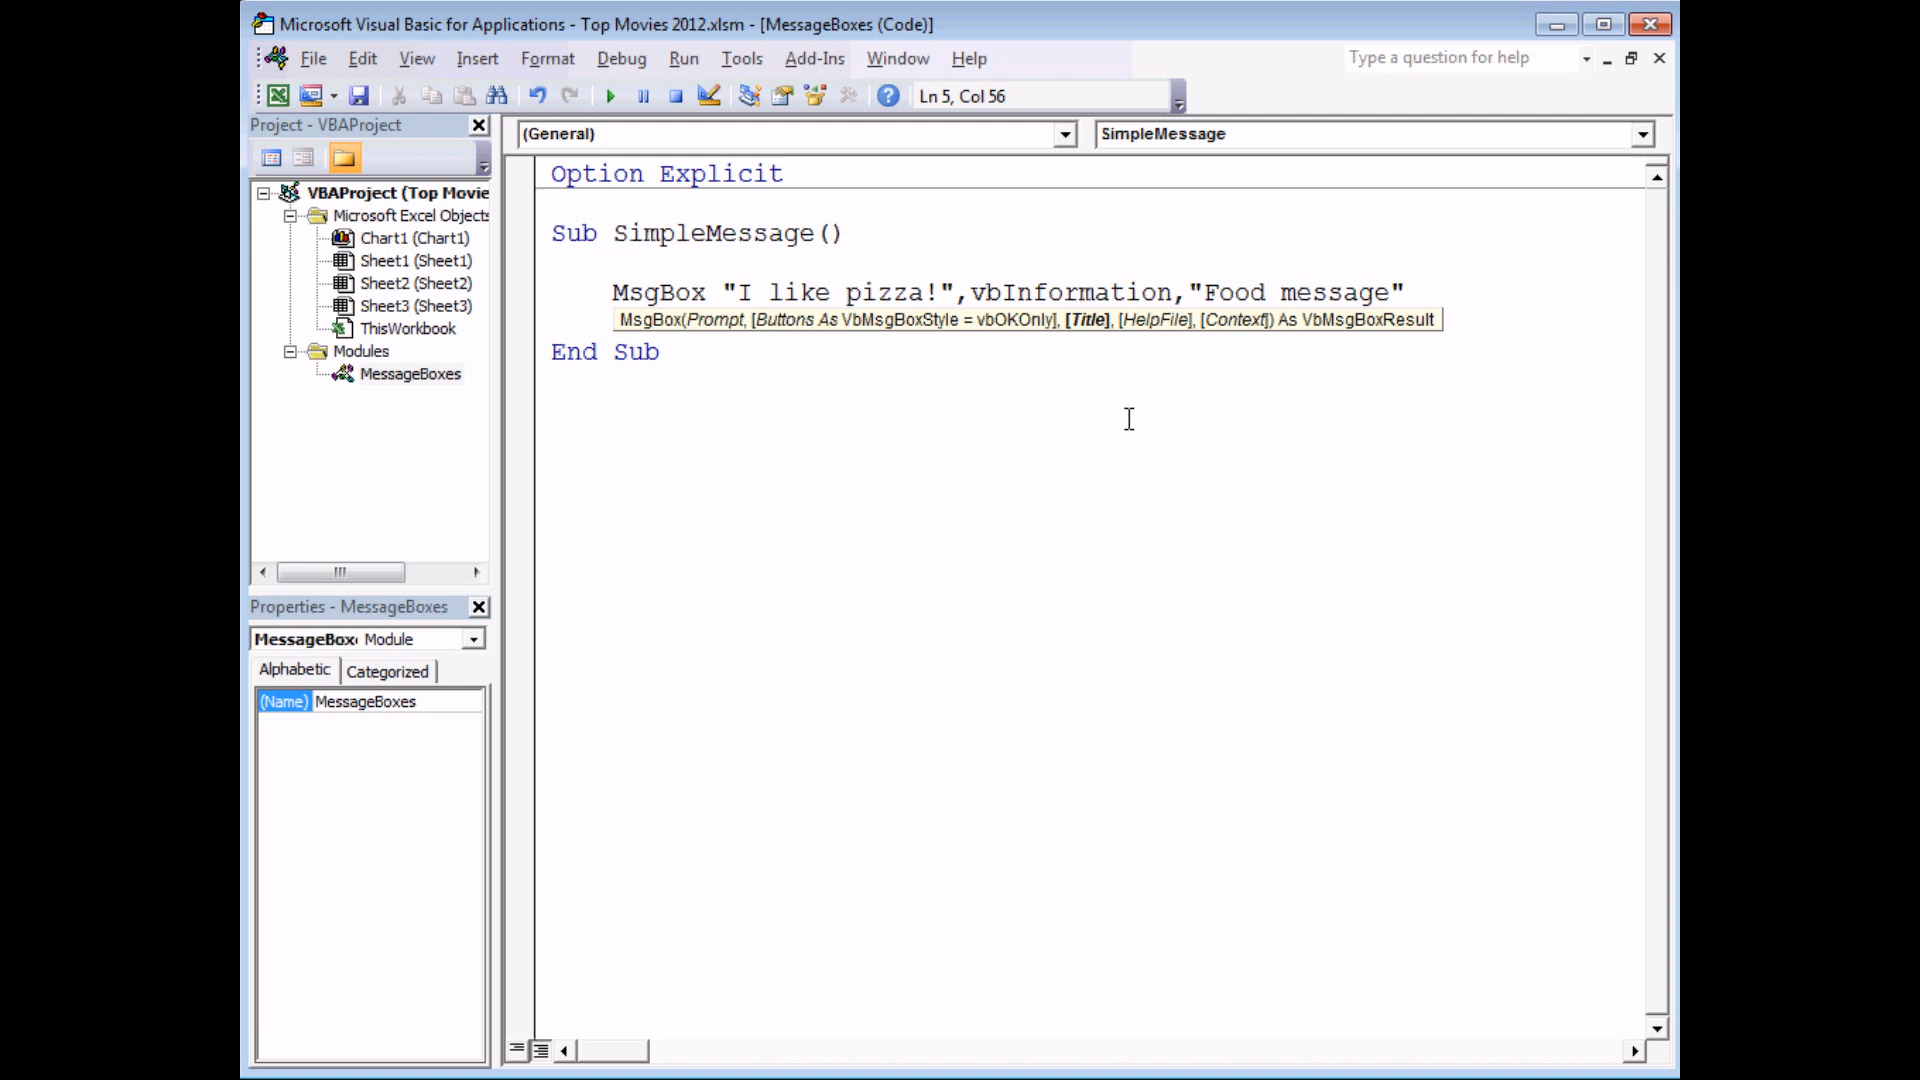 Microsoft Visual Basic for Applications - Top Movies 2012.xlsm - [MessageBoxes (Code)]
File Edit View Insert Format Debug Run Tools Add-Ins Window Help
Type a question for help
Ln 5, Col 56
Project - VBAProject
(General)
SimpleMessage
VBAProject (Top Movie
Microsoft Excel Objects
Chart1 (Chart1)
Sheet1 (Sheet1)
Sheet2 (Sheet2)
Sheet3 (Sheet3)
ThisWorkbook
Modules
MessageBoxes
Option Explicit
Sub SimpleMessage()
MsgBox "I like pizza!",vbInformation,"Food message"
MsgBox(Prompt, [Buttons As VbMsgBoxStyle = vbOKOnly], [Title], [HelpFile], [Context]) As VbMsgBoxResult
End Sub
Properties - MessageBoxes
MessageBox Module
Alphabetic Categorized
(Name) MessageBoxes